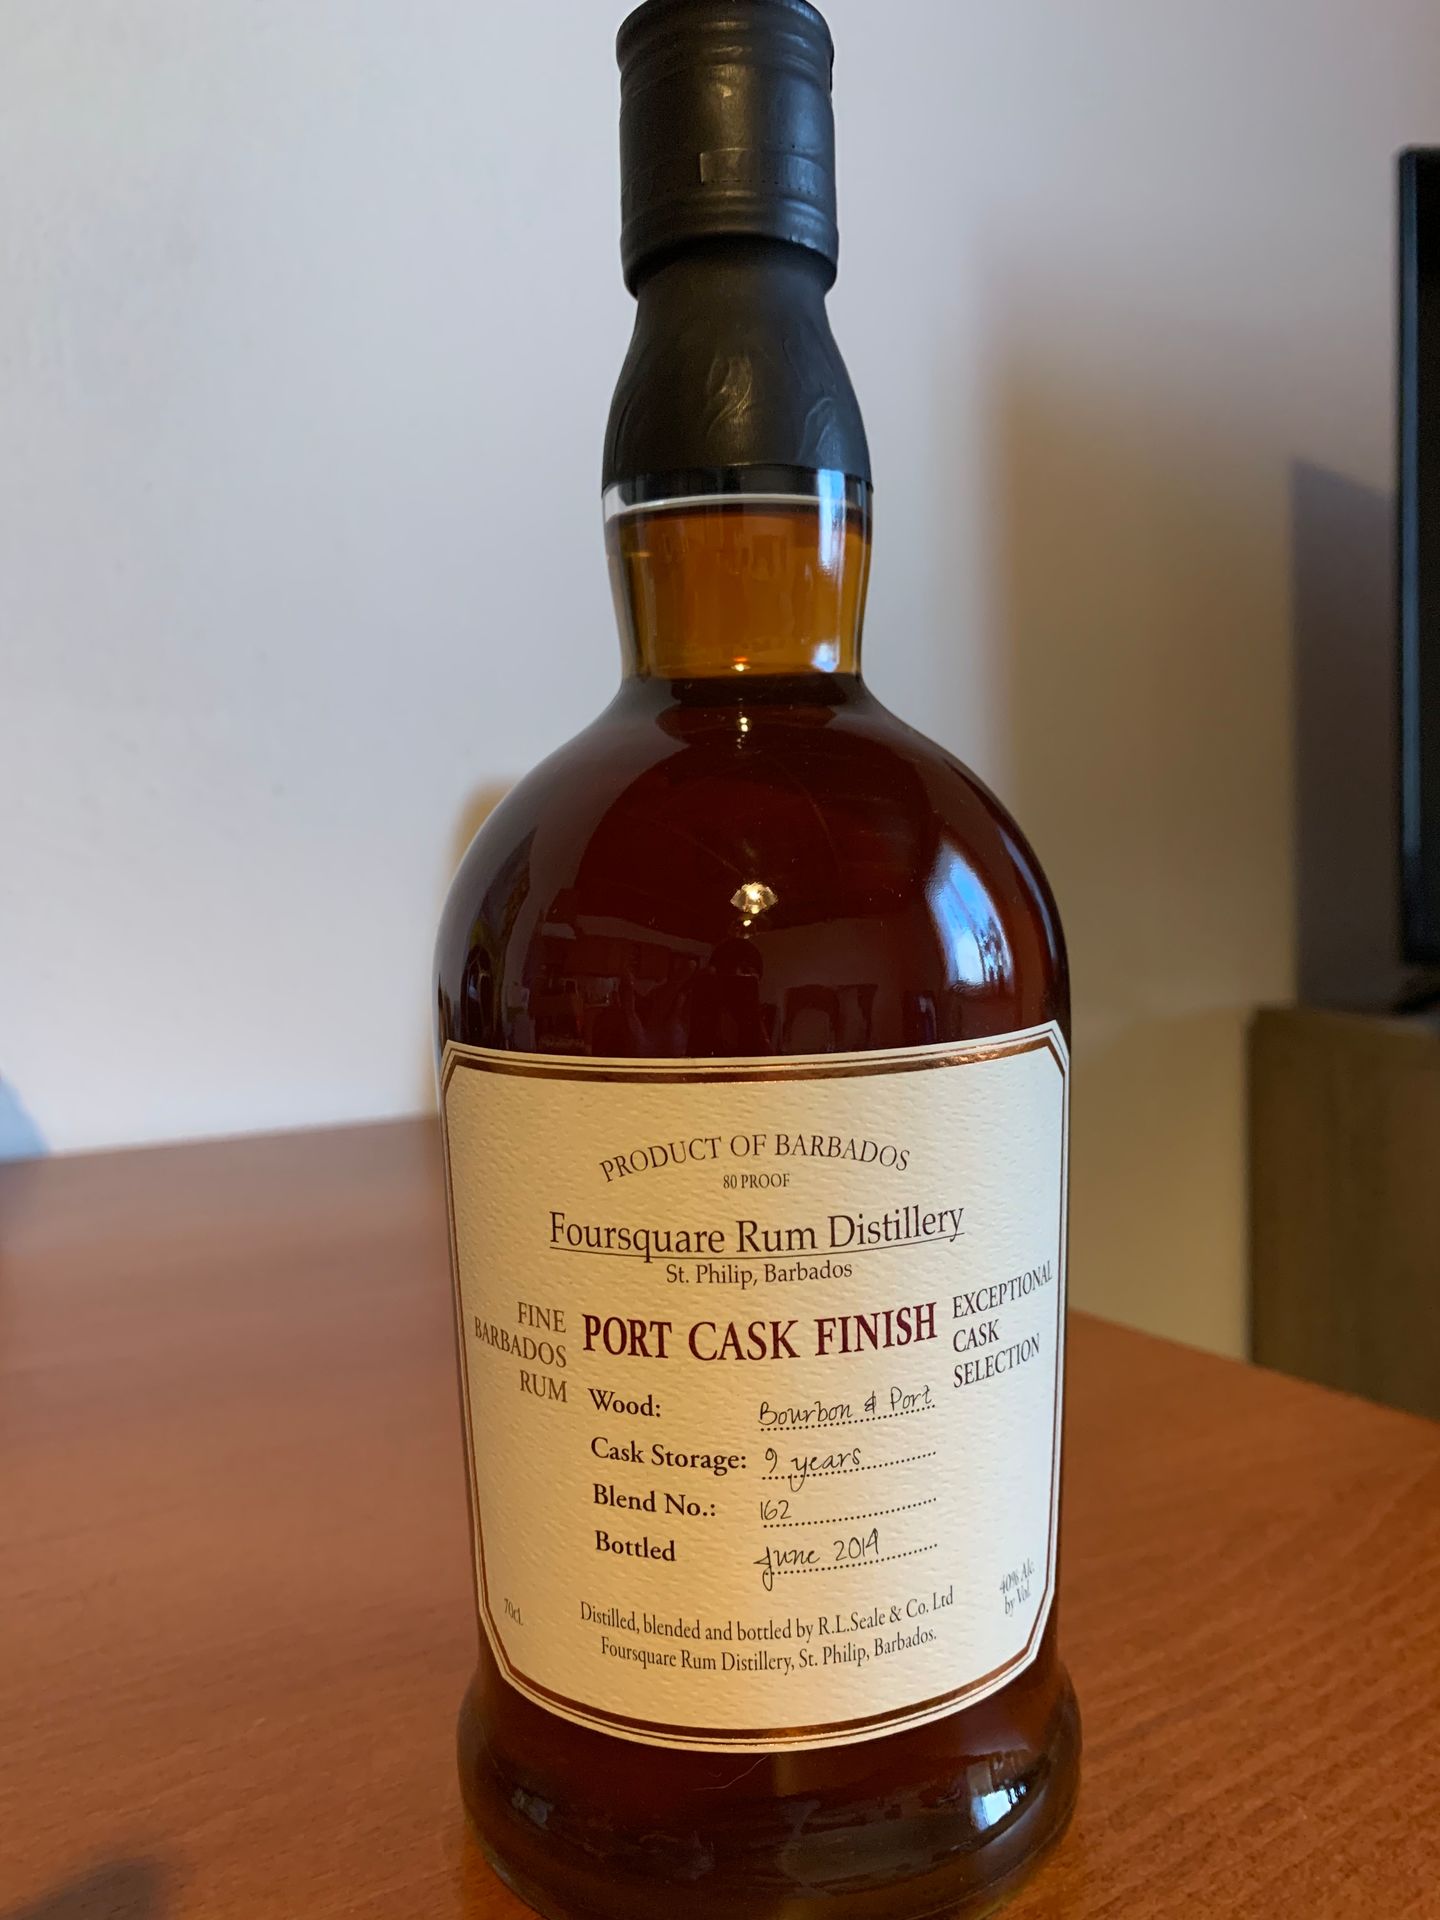 PRODUCT OF BARBADOS
80 PROOF
Foursquare Rum Distillery
St. Philip, Barbados
FINE
BARBADOS
RUM
PORT CASK FINISH
EXCEPTIONAL
CASK
SELECTION
Wood: Bourbon & Port
Cask Storage: 9 years
Blend No.: 162
Bottled June 2014
70cl.
40% Alc.
by Vol.
Distilled, blended and bottled by R.L.Seale & Co. Ltd
Foursquare Rum Distillery, St. Philip, Barbados.